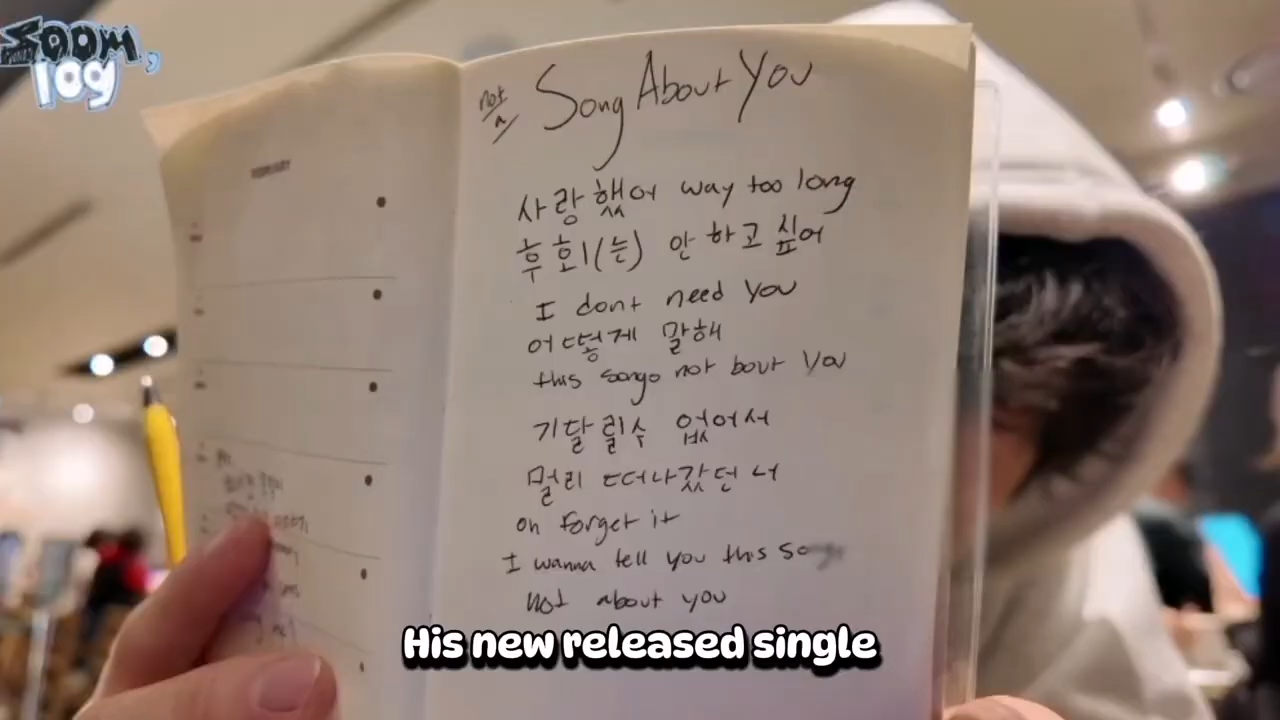 SOOM,
log
not
a
Song About You
사랑했어 way too long
후회(는) 안 하고 싶어
I dont need you
어떻게 말해
this songs not bout you
기달릴수 없어서
멀리 떠나갔던 너
oh forget it
I wanna tell you this songs
not about you
His new released single